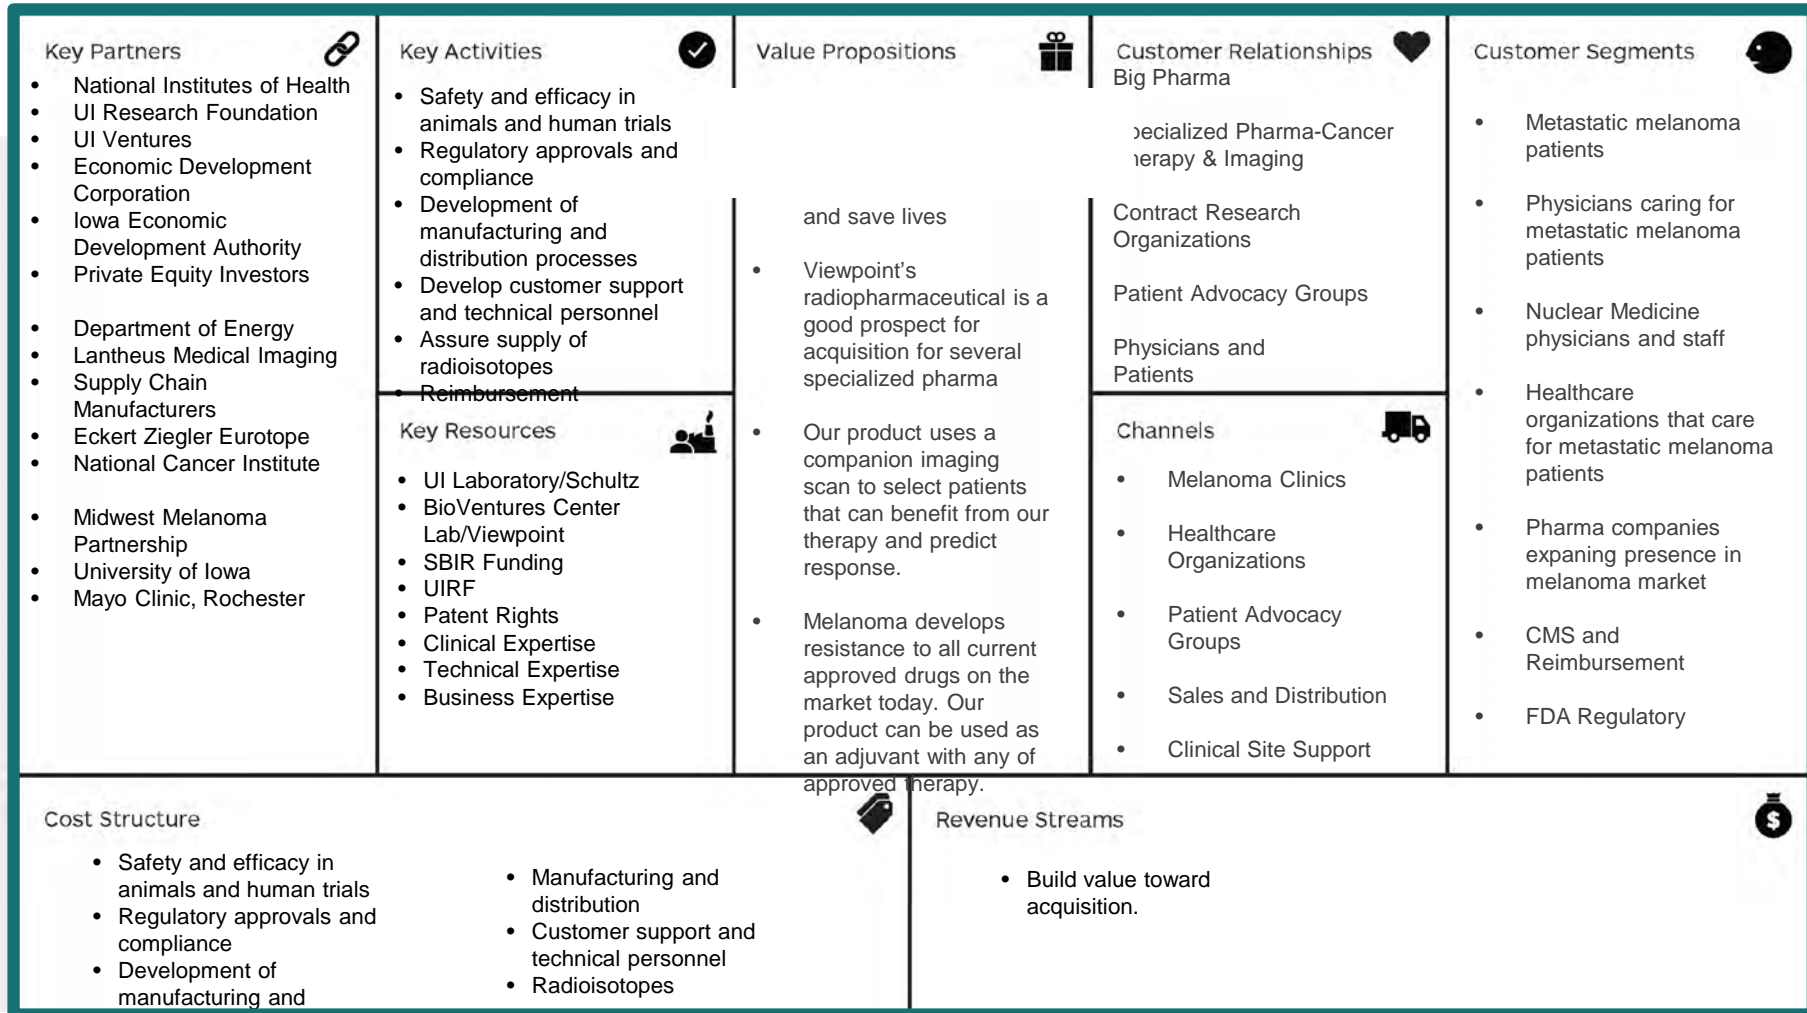 Key Partners
• National Institutes of Health
• UI Research Foundation
• UI Ventures
• Economic Development
Corporation
• Iowa Economic
Development Authority
• Private Equity Investors
• Department of Energy
• Lantheus Medical Imaging
• Supply Chain
Manufacturers
• Eckert Ziegler Eurotope
• National Cancer Institute
• Midwest Melanoma
Partnership
• University of Iowa
• Mayo Clinic, Rochester
Key Activities
• Safety and efficacy in
animals and human trials
• Regulatory approvals and
compliance
• Development of
manufacturing and
distribution processes
• Develop customer support
and technical personnel
• Assure supply of
radioisotopes
• Reimbursement
Key Resources
• UI Laboratory/Schultz
• BioVentures Center
Lab/Viewpoint
• SBIR Funding
• UIRF
• Patent Rights
• Clinical Expertise
• Technical Expertise
• Business Expertise
Value Propositions
and save lives
• Viewpoint’s
radiopharmaceutical is a
good prospect for
acquisition for several
specialized pharma
• Our product uses a
companion imaging
scan to select patients
that can benefit from our
therapy and predict
response.
• Melanoma develops
resistance to all current
approved drugs on the
market today. Our
product can be used as
an adjuvant with any of
approved therapy.
Customer Relationships
Big Pharma
Pharma-Cancer
& Imaging
Contract Research
Organizations
Patient Advocacy Groups
Physicians and
Patients
Channels
• Melanoma Clinics
• Healthcare
Organizations
• Patient Advocacy
Groups
• Sales and Distribution
• Clinical Site Support
Customer Segments
• Metastatic melanoma
patients
• Physicians caring for
metastatic melanoma
patients
• Nuclear Medicine
physicians and staff
• Healthcare
organizations that care
for metastatic melanoma
patients
• Pharma companies
expaning presence in
melanoma market
• CMS and
Reimbursement
• FDA Regulatory
Cost Structure
• Safety and efficacy in
animals and human trials
• Regulatory approvals and
compliance
• Development of
manufacturing and
• Manufacturing and
distribution
• Customer support and
technical personnel
• Radioisotopes
Revenue Streams
$
• Build value toward
acquisition.